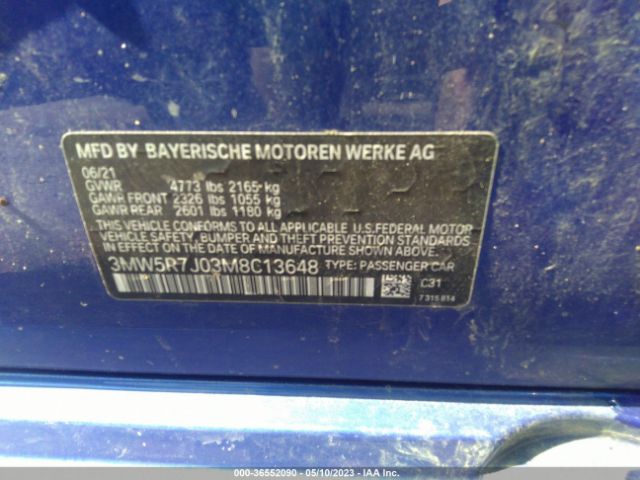 MFD BY BAYERISCHE MOTOREN WERKE AG
06/21
GVWR 4773 lbs 2165 kg
GAWR FRONT 2326 lbs 1055 kg
GAWR REAR 2601 lbs 1180 kg
THIS VEHICLE CONFORMS TO ALL APPLICABLE U.S. FEDERAL MOTOR
VEHICLE SAFETY, BUMPER, AND THEFT PREVENTION
STANDARDS IN EFFECT ON THE DATE OF MANUFACTURE SHOWN ABOVE.
3MW5R7J03M8C13648 TYPE: PASSENGER CAR
C31
7315814
000-36552090 - 05/10/2023 - IAA Inc.